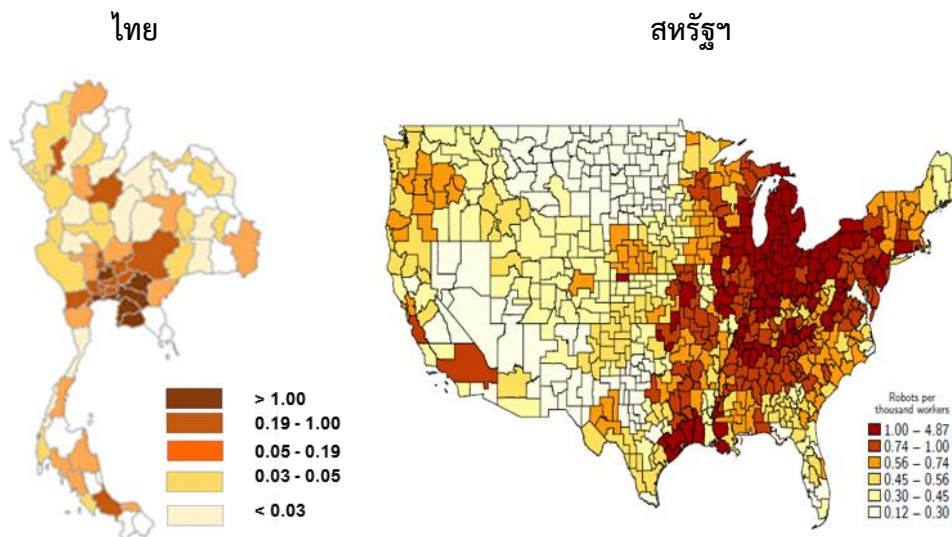 ไทย
สหรัฐฯ
> 1.00
0.19 - 1.00
0.05 - 0.19
0.03 - 0.05
< 0.03
Robots per
thousand workers
1.00 – 4.87
0.74 – 1.00
0.56 – 0.74
0.45 – 0.56
0.30 – 0.45
0.12 – 0.30